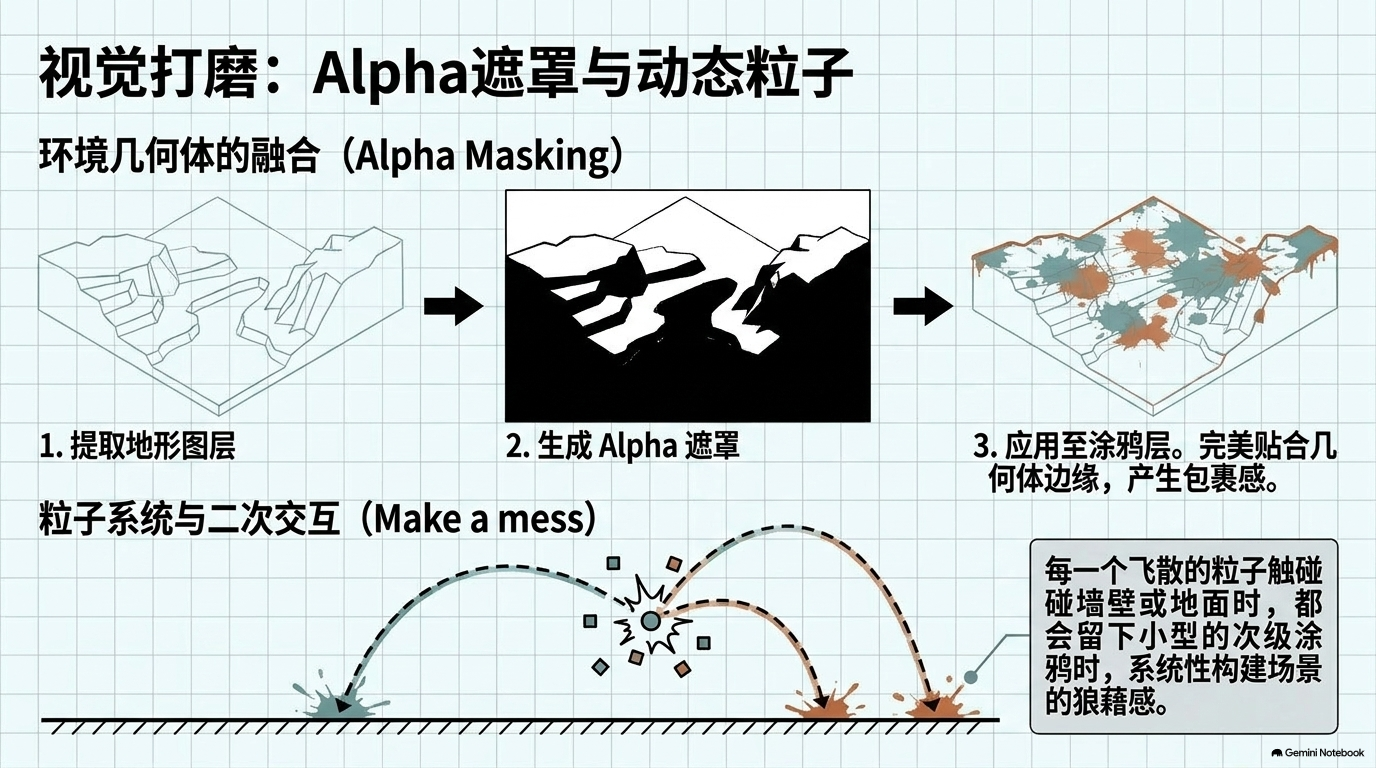 视觉打磨：Alpha遮罩与动态粒子
环境几何体的融合（Alpha Masking）
1. 提取地形图层
2. 生成 Alpha 遮罩
3. 应用至涂鸦层。完美贴合几
何体边缘，产生包裹感。
粒子系统与二次交互（Make a mess）
每一个飞散的粒子触碰
碰墙壁或地面时，都
会留下小型的次级涂
鸦时，系统性构建场景
的狼藉感。
Gemini Notebook